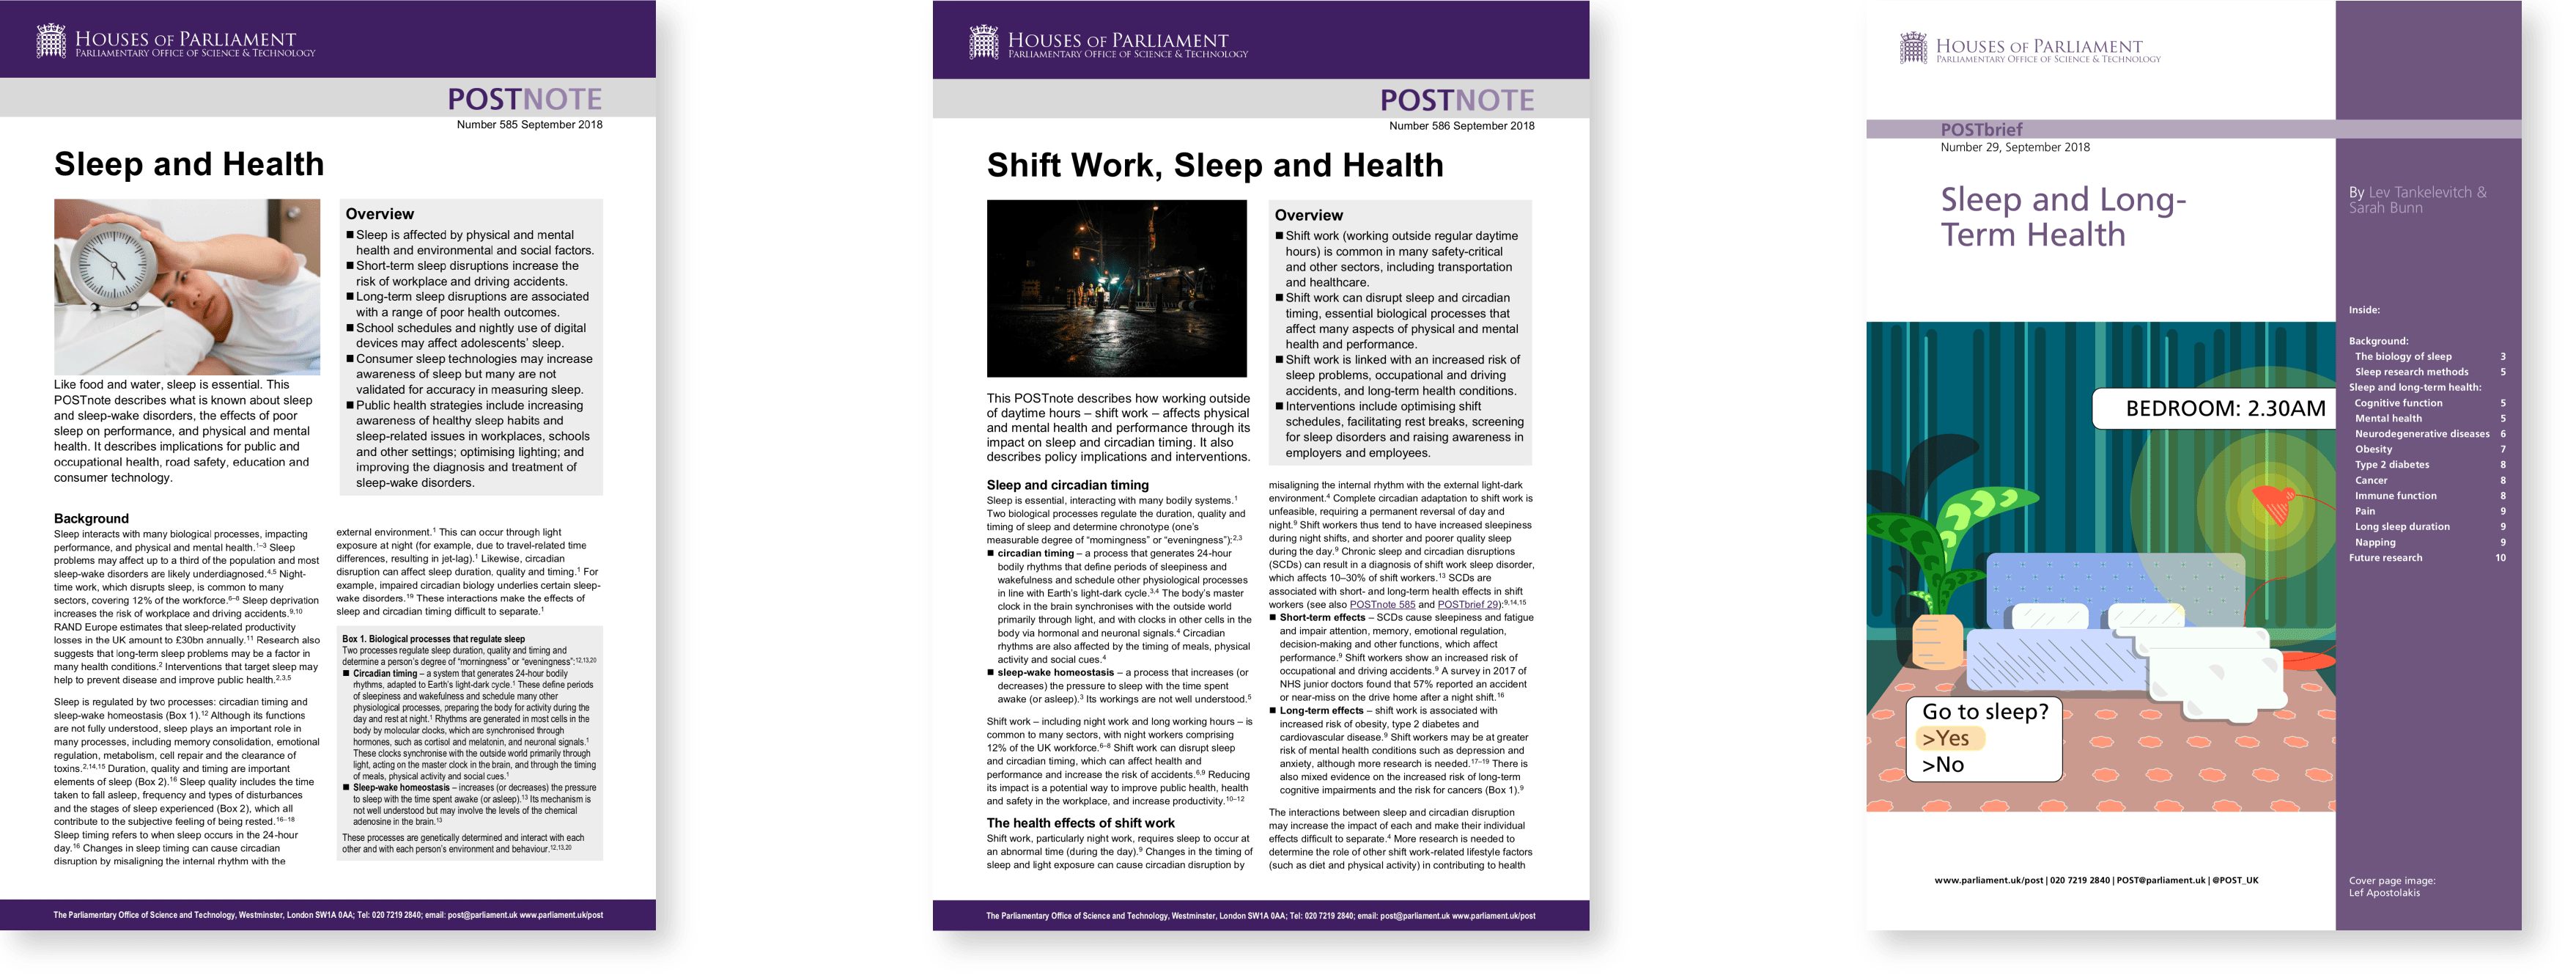 HOUSES OF PARLIAMENT
PARLIAMENTARY OFFICE OF SCIENCE & TECHNOLOGY
POSTNOTE
Number 585 September 2018
Sleep and Health
Overview
■ Sleep is affected by physical and mental
health and environmental and social factors.
■ Short-term sleep disruptions increase the
risk of workplace and driving accidents.
■ Long-term sleep disruptions are associated
with a range of poor health outcomes.
■ School schedules and nightly use of digital
devices may affect adolescents' sleep.
■ Consumer sleep technologies may increase
awareness of sleep but many are not
validated for accuracy in measuring sleep.
■ Public health strategies include increasing
awareness of healthy sleep habits and
sleep-related issues in workplaces, schools
and other settings; optimising lighting; and
improving the diagnosis and treatment of
sleep-wake disorders.
Like food and water, sleep is essential. This
POSTnote describes what is known about sleep
and sleep-wake disorders, the effects of poor
sleep on performance, and physical and mental
health. It describes implications for public and
occupational health, road safety, education and
consumer technology.
Background
Sleep interacts with many biological processes, impacting
performance, and physical and mental health.1–3 Sleep
problems may affect up to a third of the population and most
sleep-wake disorders are likely underdiagnosed.4,5 Night-
time work, which disrupts sleep, is common to many
sectors, covering 12% of the workforce.6–8 Sleep deprivation
increases the risk of workplace and driving accidents.9,10
RAND Europe estimates that sleep-related productivity
losses in the UK amount to £30bn annually.11 Research also
suggests that long-term sleep problems may be a factor in
many health conditions.2 Interventions that target sleep may
help to prevent disease and improve public health.2,3,5
Sleep is regulated by two processes: circadian timing and
sleep-wake homeostasis (Box 1).12 Although its functions
are not fully understood, sleep plays an important role in
many processes, including memory consolidation, emotional
regulation, metabolism, cell repair and the clearance of
toxins.2,14,15 Duration, quality and timing are important
elements of sleep (Box 2).16 Sleep quality includes the time
taken to fall asleep, frequency and types of disturbances
and the stages of sleep experienced (Box 2), which all
contribute to the subjective feeling of being rested.16–18
Sleep timing refers to when sleep occurs in the 24-hour
day.16 Changes in sleep timing can cause circadian
disruption by misaligning the internal rhythm with the
external environment.1 This can occur through light
exposure at night (for example, due to travel-related time
differences, resulting in jet-lag).1 Likewise, circadian
disruption can affect sleep duration, quality and timing.1 For
example, impaired circadian biology underlies certain sleep-
wake disorders.19 These interactions make the effects of
sleep and circadian timing difficult to separate.1
Box 1. Biological processes that regulate sleep
Two processes regulate sleep duration, quality and timing and
determine a person's degree of "morningness" or "eveningness":12,13,20
■ Circadian timing – a system that generates 24-hour bodily
rhythms, adapted to Earth's light-dark cycle.1 These define periods
of sleepiness and wakefulness and schedule many other
physiological processes, preparing the body for activity during the
day and rest at night.1 Rhythms are generated in most cells in the
body by molecular clocks, which are synchronised through
hormones, such as cortisol and melatonin, and neuronal signals.1
These clocks synchronise with the outside world primarily through
light, acting on the master clock in the brain, and through the timing
of meals, physical activity and social cues.1
■ Sleep-wake homeostasis – increases (or decreases) the pressure
to sleep with the time spent awake (or asleep).13 Its mechanism is
not well understood but may involve the levels of the chemical
adenosine in the brain.13
These processes are genetically determined and interact with each
other and with each person's environment and behaviour.12,13,20
The Parliamentary Office of Science and Technology, Westminster, London SW1A 0AA; Tel: 020 7219 2840; email: post@parliament.uk www.parliament.uk/post
HOUSES OF PARLIAMENT
PARLIAMENTARY OFFICE OF SCIENCE & TECHNOLOGY
POSTNOTE
Number 586 September 2018
Shift Work, Sleep and Health
Overview
■ Shift work (working outside regular daytime
hours) is common in many safety-critical
and other sectors, including transportation
and healthcare.
■ Shift work can disrupt sleep and circadian
timing, essential biological processes that
affect many aspects of physical and mental
health and performance.
■ Shift work is linked with an increased risk of
sleep problems, occupational and driving
accidents, and long-term health conditions.
■ Interventions include optimising shift
schedules, facilitating rest breaks, screening
for sleep disorders and raising awareness in
employers and employees.
This POSTnote describes how working outside
of daytime hours – shift work – affects physical
and mental health and performance through its
impact on sleep and circadian timing. It also
describes policy implications and interventions.
Sleep and circadian timing
Sleep is essential, interacting with many bodily systems.1
Two biological processes regulate the duration, quality and
timing of sleep and determine chronotype (one's
measurable degree of "morningness" or "eveningness"):2,3
■ circadian timing – a process that generates 24-hour
bodily rhythms that define periods of sleepiness and
wakefulness and schedule other physiological processes
in line with Earth's light-dark cycle.3,4 The body's master
clock in the brain synchronises with the outside world
primarily through light, and with clocks in other cells in the
body via hormonal and neuronal signals.4 Circadian
rhythms are also affected by the timing of meals, physical
activity and social cues.4
■ sleep-wake homeostasis – a process that increases (or
decreases) the pressure to sleep with the time spent
awake (or asleep).3 Its workings are not well understood.5
Shift work – including night work and long working hours – is
common to many sectors, with night workers comprising
12% of the UK workforce.6–8 Shift work can disrupt sleep
and circadian timing, which can affect health and
performance and increase the risk of accidents.6,9 Reducing
its impact is a potential way to improve public health, health
and safety in the workplace, and increase productivity.10–12
The health effects of shift work
Shift work, particularly night work, requires sleep to occur at
an abnormal time (during the day).9 Changes in the timing of
sleep and light exposure can cause circadian disruption by
misaligning the internal rhythm with the external light-dark
environment.4 Complete circadian adaptation to shift work is
unfeasible, requiring a permanent reversal of day and
night.9 Shift workers thus tend to have increased sleepiness
during night shifts, and shorter and poorer quality sleep
during the day.9 Chronic sleep and circadian disruptions
(SCDs) can result in a diagnosis of shift work sleep disorder,
which affects 10–30% of shift workers.13 SCDs are
associated with short- and long-term health effects in shift
workers (see also POSTnote 585 and POSTbrief 29):9,14,15
■ Short-term effects – SCDs cause sleepiness and fatigue
and impair attention, memory, emotional regulation,
decision-making and other functions, which affect
performance.9 Shift workers show an increased risk of
occupational and driving accidents.9 A survey in 2017 of
NHS junior doctors found that 57% reported an accident
or near-miss on the drive home after a night shift.16
■ Long-term effects – shift work is associated with
increased risk of obesity, type 2 diabetes and
cardiovascular disease.9 Shift workers may be at greater
risk of mental health conditions such as depression and
anxiety, although more research is needed.17–19 There is
also mixed evidence on the increased risk of long-term
cognitive impairments and the risk for cancers (Box 1).9
The interactions between sleep and circadian disruption
may increase the impact of each and make their individual
effects difficult to separate.4 More research is needed to
determine the role of other shift work-related lifestyle factors
(such as diet and physical activity) in contributing to health
The Parliamentary Office of Science and Technology, Westminster, London SW1A 0AA; Tel: 020 7219 2840; email: post@parliament.uk www.parliament.uk/post
HOUSES OF PARLIAMENT
PARLIAMENTARY OFFICE OF SCIENCE & TECHNOLOGY
POSTbrief
Number 29, September 2018
Sleep and Long-
Term Health
By Lev Tankelevitch &
Sarah Bunn
Inside:
Background:
The biology of sleep 3
Sleep research methods 5
Sleep and long-term health:
Cognitive function 5
Mental health 5
Neurodegenerative diseases 6
Obesity 7
Type 2 diabetes 8
Cancer 8
Immune function 8
Pain 9
Long sleep duration 9
Napping 9
Future research 10
BEDROOM: 2.30AM
Go to sleep?
>Yes
>No
www.parliament.uk/post | 020 7219 2840 | POST@parliament.uk | @POST_UK
Cover page image:
Lef Apostolakis